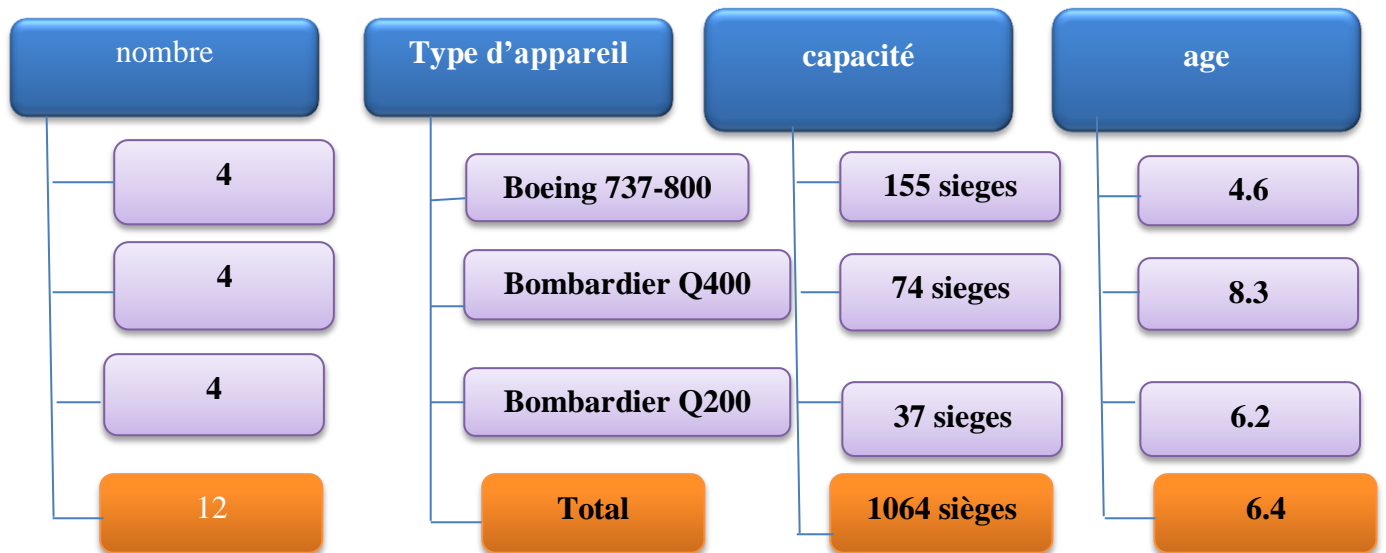 nombre
Type d’appareil
capacité
age
4
Boeing 737-800
155 sieges
4.6
4
Bombardier Q400
74 sieges
8.3
4
Bombardier Q200
37 sieges
6.2
12
Total
1064 sièges
6.4